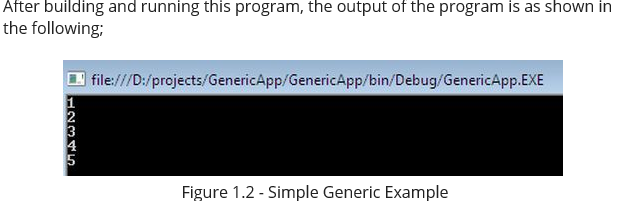 After building and running this program, the output of the program is as shown in
the following;
file:///D:/projects/GenericApp/GenericApp/bin/Debug/GenericApp.EXE
1
2
3
4
5
Figure 1.2 - Simple Generic Example